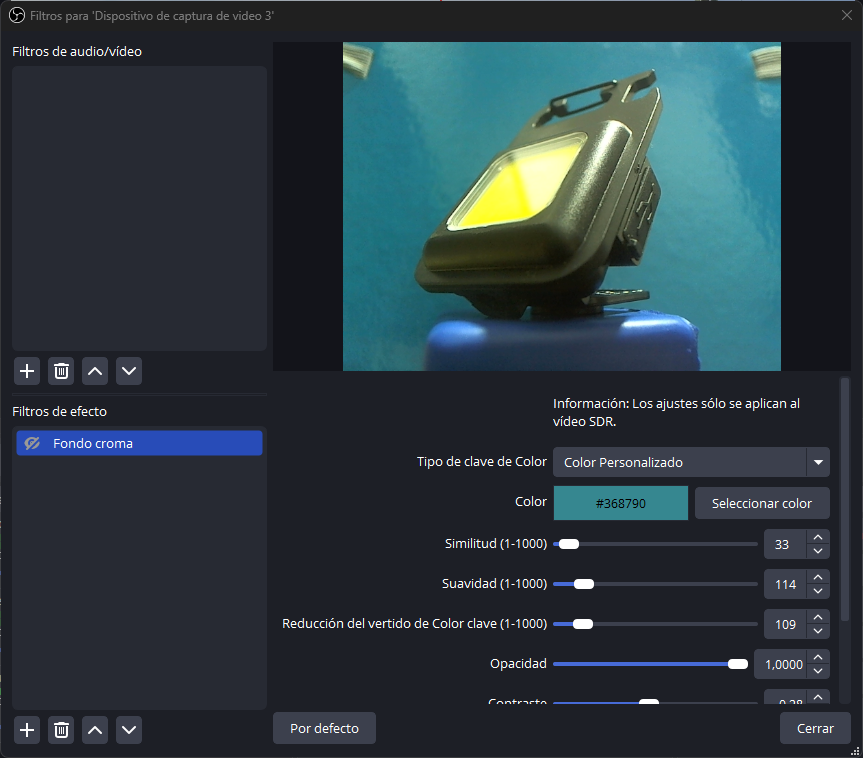 Filtros para 'Dispositivo de captura de video 3'
Filtros de audio/vídeo
Filtros de efecto
Fondo croma
Información: Los ajustes sólo se aplican al
vídeo SDR.
Tipo de clave de Color
Color Personalizado
Color
#368790
Seleccionar color
Similitud (1-1000)
33
Suavidad (1-1000)
114
Reducción del vertido de Color clave (1-1000)
109
Opacidad
1,0000
Contraste
Por defecto
Cerrar